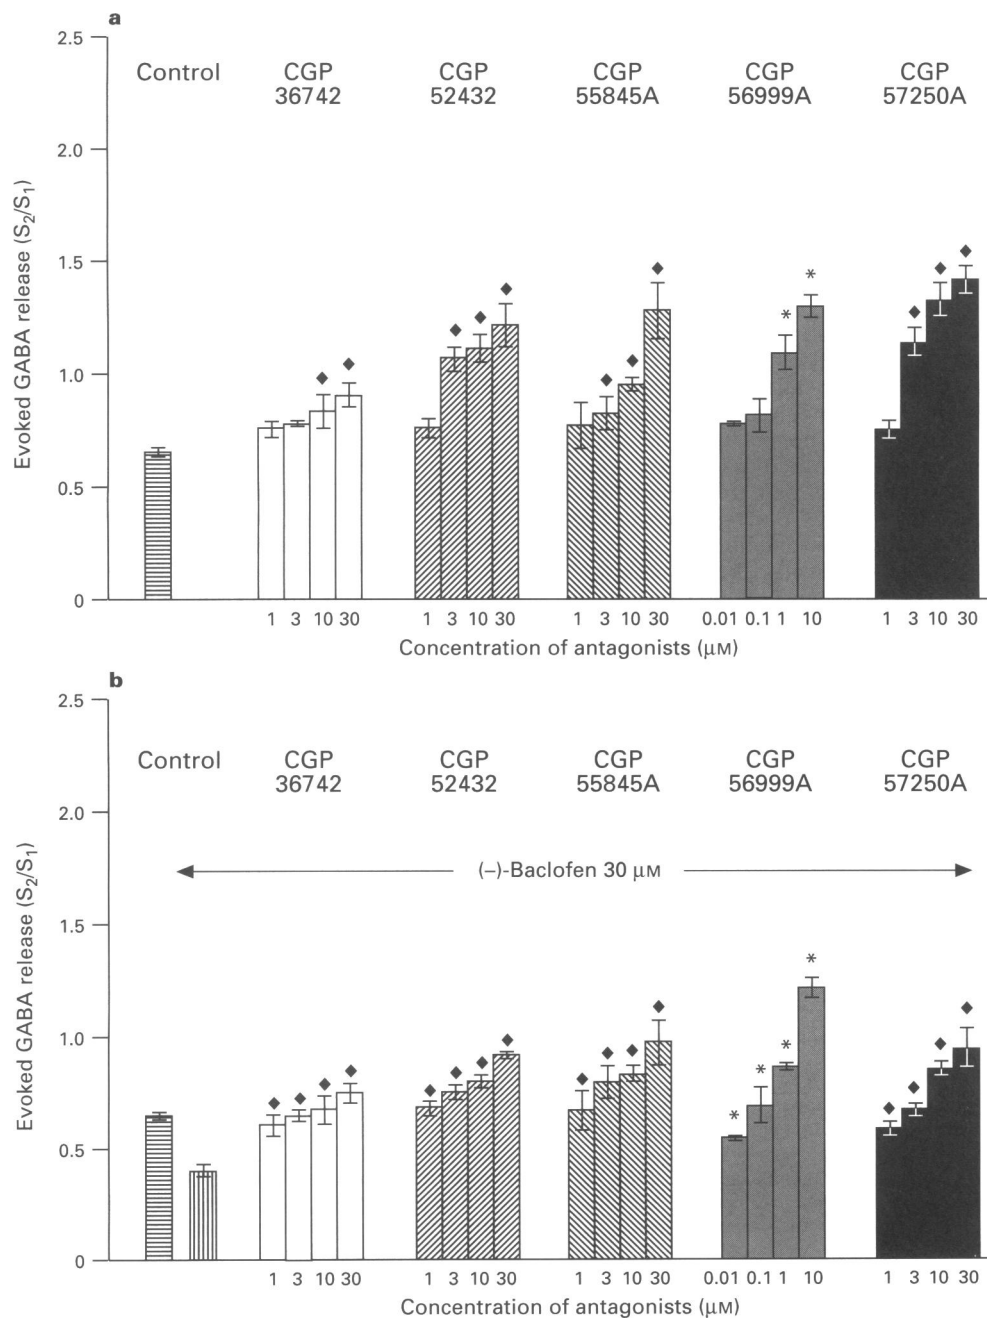 a
2.5
Control
CGP
36742
CGP
52432
CGP
55845A
CGP
56999A
CGP
57250A
2.0
Evoked GABA release (S₂/S₁)
1.5
* *
1.0
0.5
0
1 3 10 30
1 3 10 30
1 3 10 30
0.01 0.1 1 10
1 3 10 30
Concentration of antagonists (μM)
b
2.5
Control
CGP
36742
CGP
52432
CGP
55845A
CGP
56999A
CGP
57250A
2.0
(–)-Baclofen 30 μM
Evoked GABA release (S₂/S₁)
1.5
* * * *
1.0
0.5
0
1 3 10 30
1 3 10 30
1 3 10 30
0.01 0.1 1 10
1 3 10 30
Concentration of antagonists (μM)